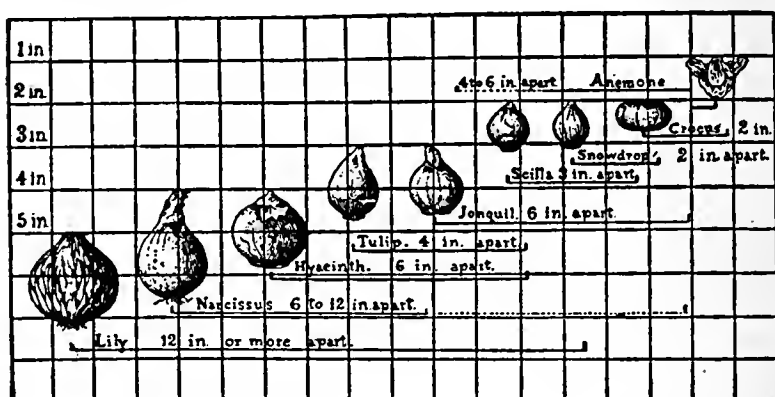 1 in
4 to 6 in apart Anemone
2 in
3 in
Crocus 2 in.
Snowdrop 2 in. apart.
4 in
Scilla 3 in. apart
Jonquil. 6 in. apart.
5 in
Tulip. 4 in. apart.
Hyacinth. 6 in. apart.
Narcissus 6 to 12 in. apart.
Lily 12 in. or more apart.